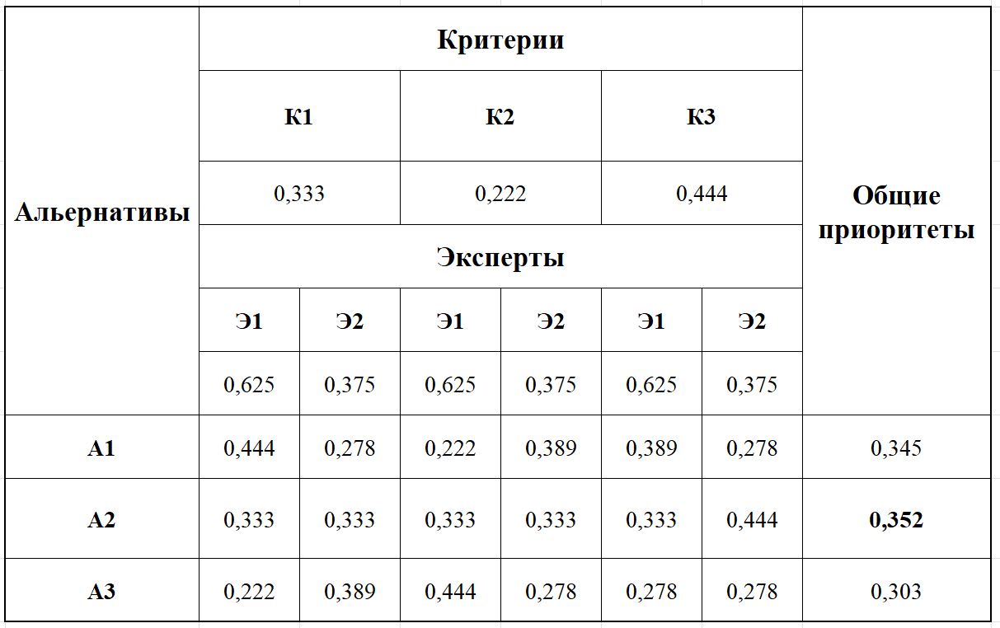 Критерии
К1 К2 К3
0,333 0,222 0,444
Альернативы
Общие
приоритеты
Эксперты
Э1 Э2 Э1 Э2 Э1 Э2
0,625 0,375 0,625 0,375 0,625 0,375
А1 0,444 0,278 0,222 0,389 0,389 0,278 0,345
А2 0,333 0,333 0,333 0,333 0,333 0,444 0,352
А3 0,222 0,389 0,444 0,278 0,278 0,278 0,303